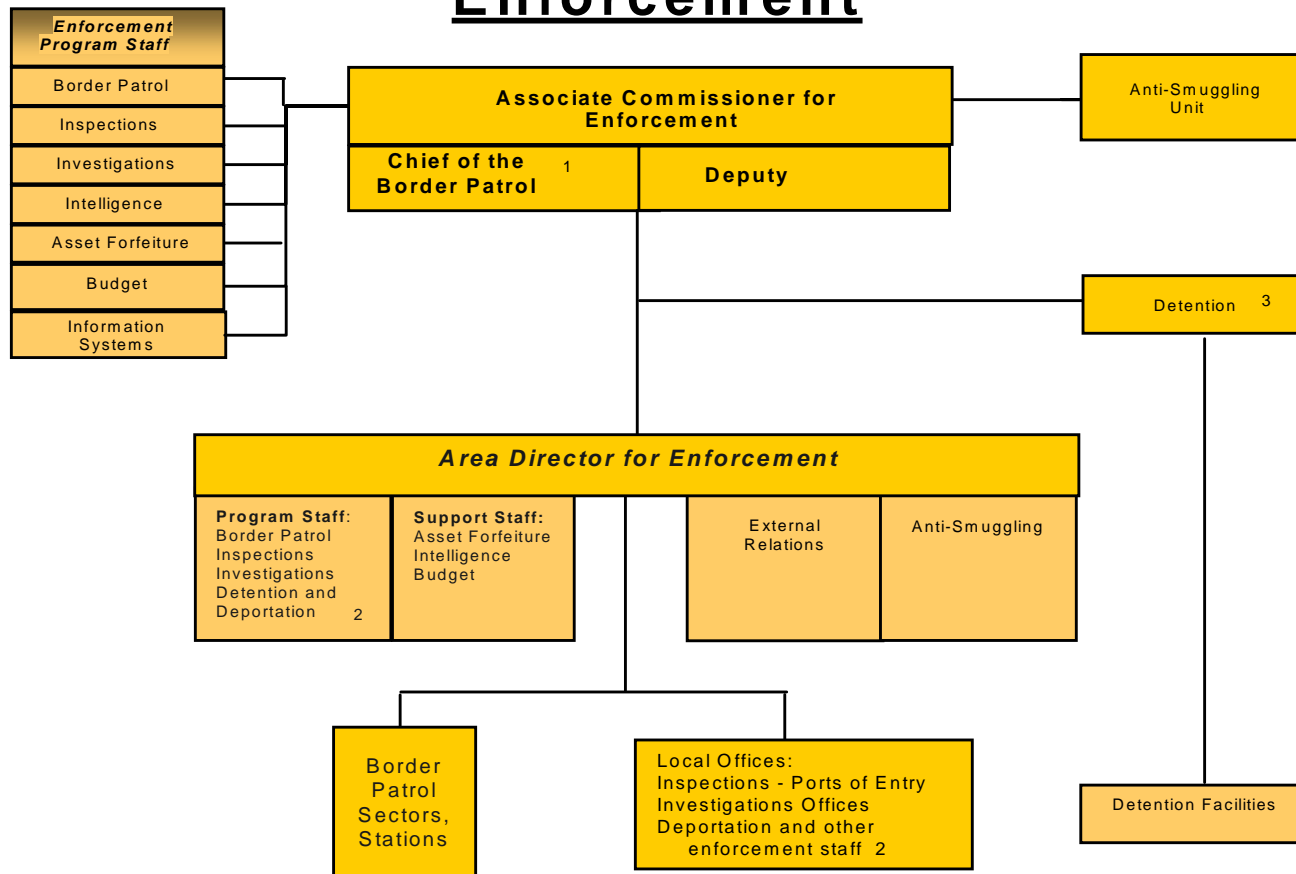 Enforcement
Enforcement
Program Staff
Border Patrol
Inspections
Investigations
Intelligence
Asset Forfeiture
Budget
Information
Systems
Associate Commissioner for
Enforcement
Chief of the
Border Patrol 1
Deputy
Anti-Smuggling
Unit
Detention 3
Area Director for Enforcement
Program Staff:
Border Patrol
Inspections
Investigations
Detention and
Deportation 2
Support Staff:
Asset Forfeiture
Intelligence
Budget
External
Relations
Anti-Smuggling
Border
Patrol
Sectors,
Stations
Local Offices:
Inspections - Ports of Entry
Investigations Offices
Deportation and other
enforcement staff 2
Detention Facilities